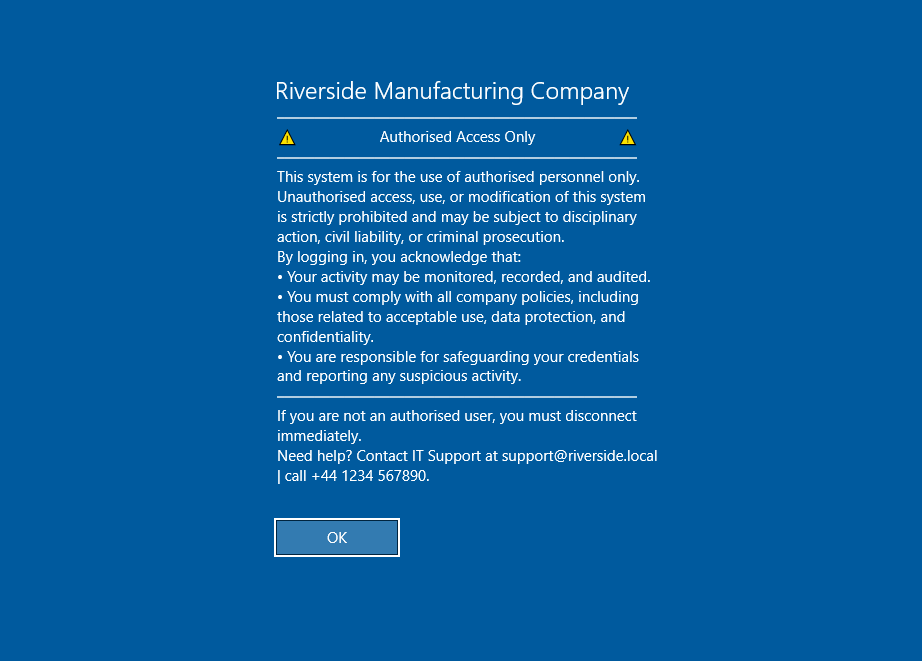 Riverside Manufacturing Company
Authorised Access Only
This system is for the use of authorised personnel only.
Unauthorised access, use, or modification of this system
is strictly prohibited and may be subject to disciplinary
action, civil liability, or criminal prosecution.
By logging in, you acknowledge that:
• Your activity may be monitored, recorded, and audited.
• You must comply with all company policies, including
those related to acceptable use, data protection, and
confidentiality.
• You are responsible for safeguarding your credentials
and reporting any suspicious activity.
If you are not an authorised user, you must disconnect
immediately.
Need help? Contact IT Support at support@riverside.local
| call +44 1234 567890.
OK